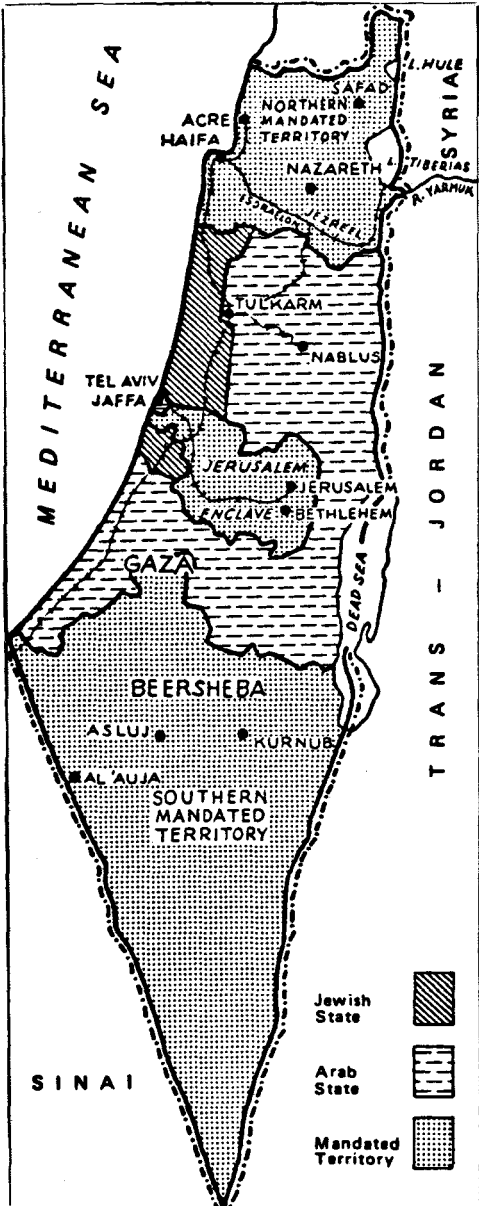 MEDITERRANEAN SEA
SYRIA
L. HULE
SAFAD
ACRE
NORTHERN
MANDATED
TERRITORY
HAIFA
NAZARETH
L. TIBERIAS
R. YARMUK
ESDRAELON
JEZREEL
TULKARM
NABLUS
TEL AVIV
JAFFA
JERUSALEM
ENCLAVE
JERUSALEM
BETHLEHEM
TRANS - JORDAN
DEAD SEA
GAZA
BEERSHEBA
ASLUJ
KURNUB
AL 'AUJA
SOUTHERN
MANDATED
TERRITORY
SINAI
Jewish
State
Arab
State
Mandated
Territory